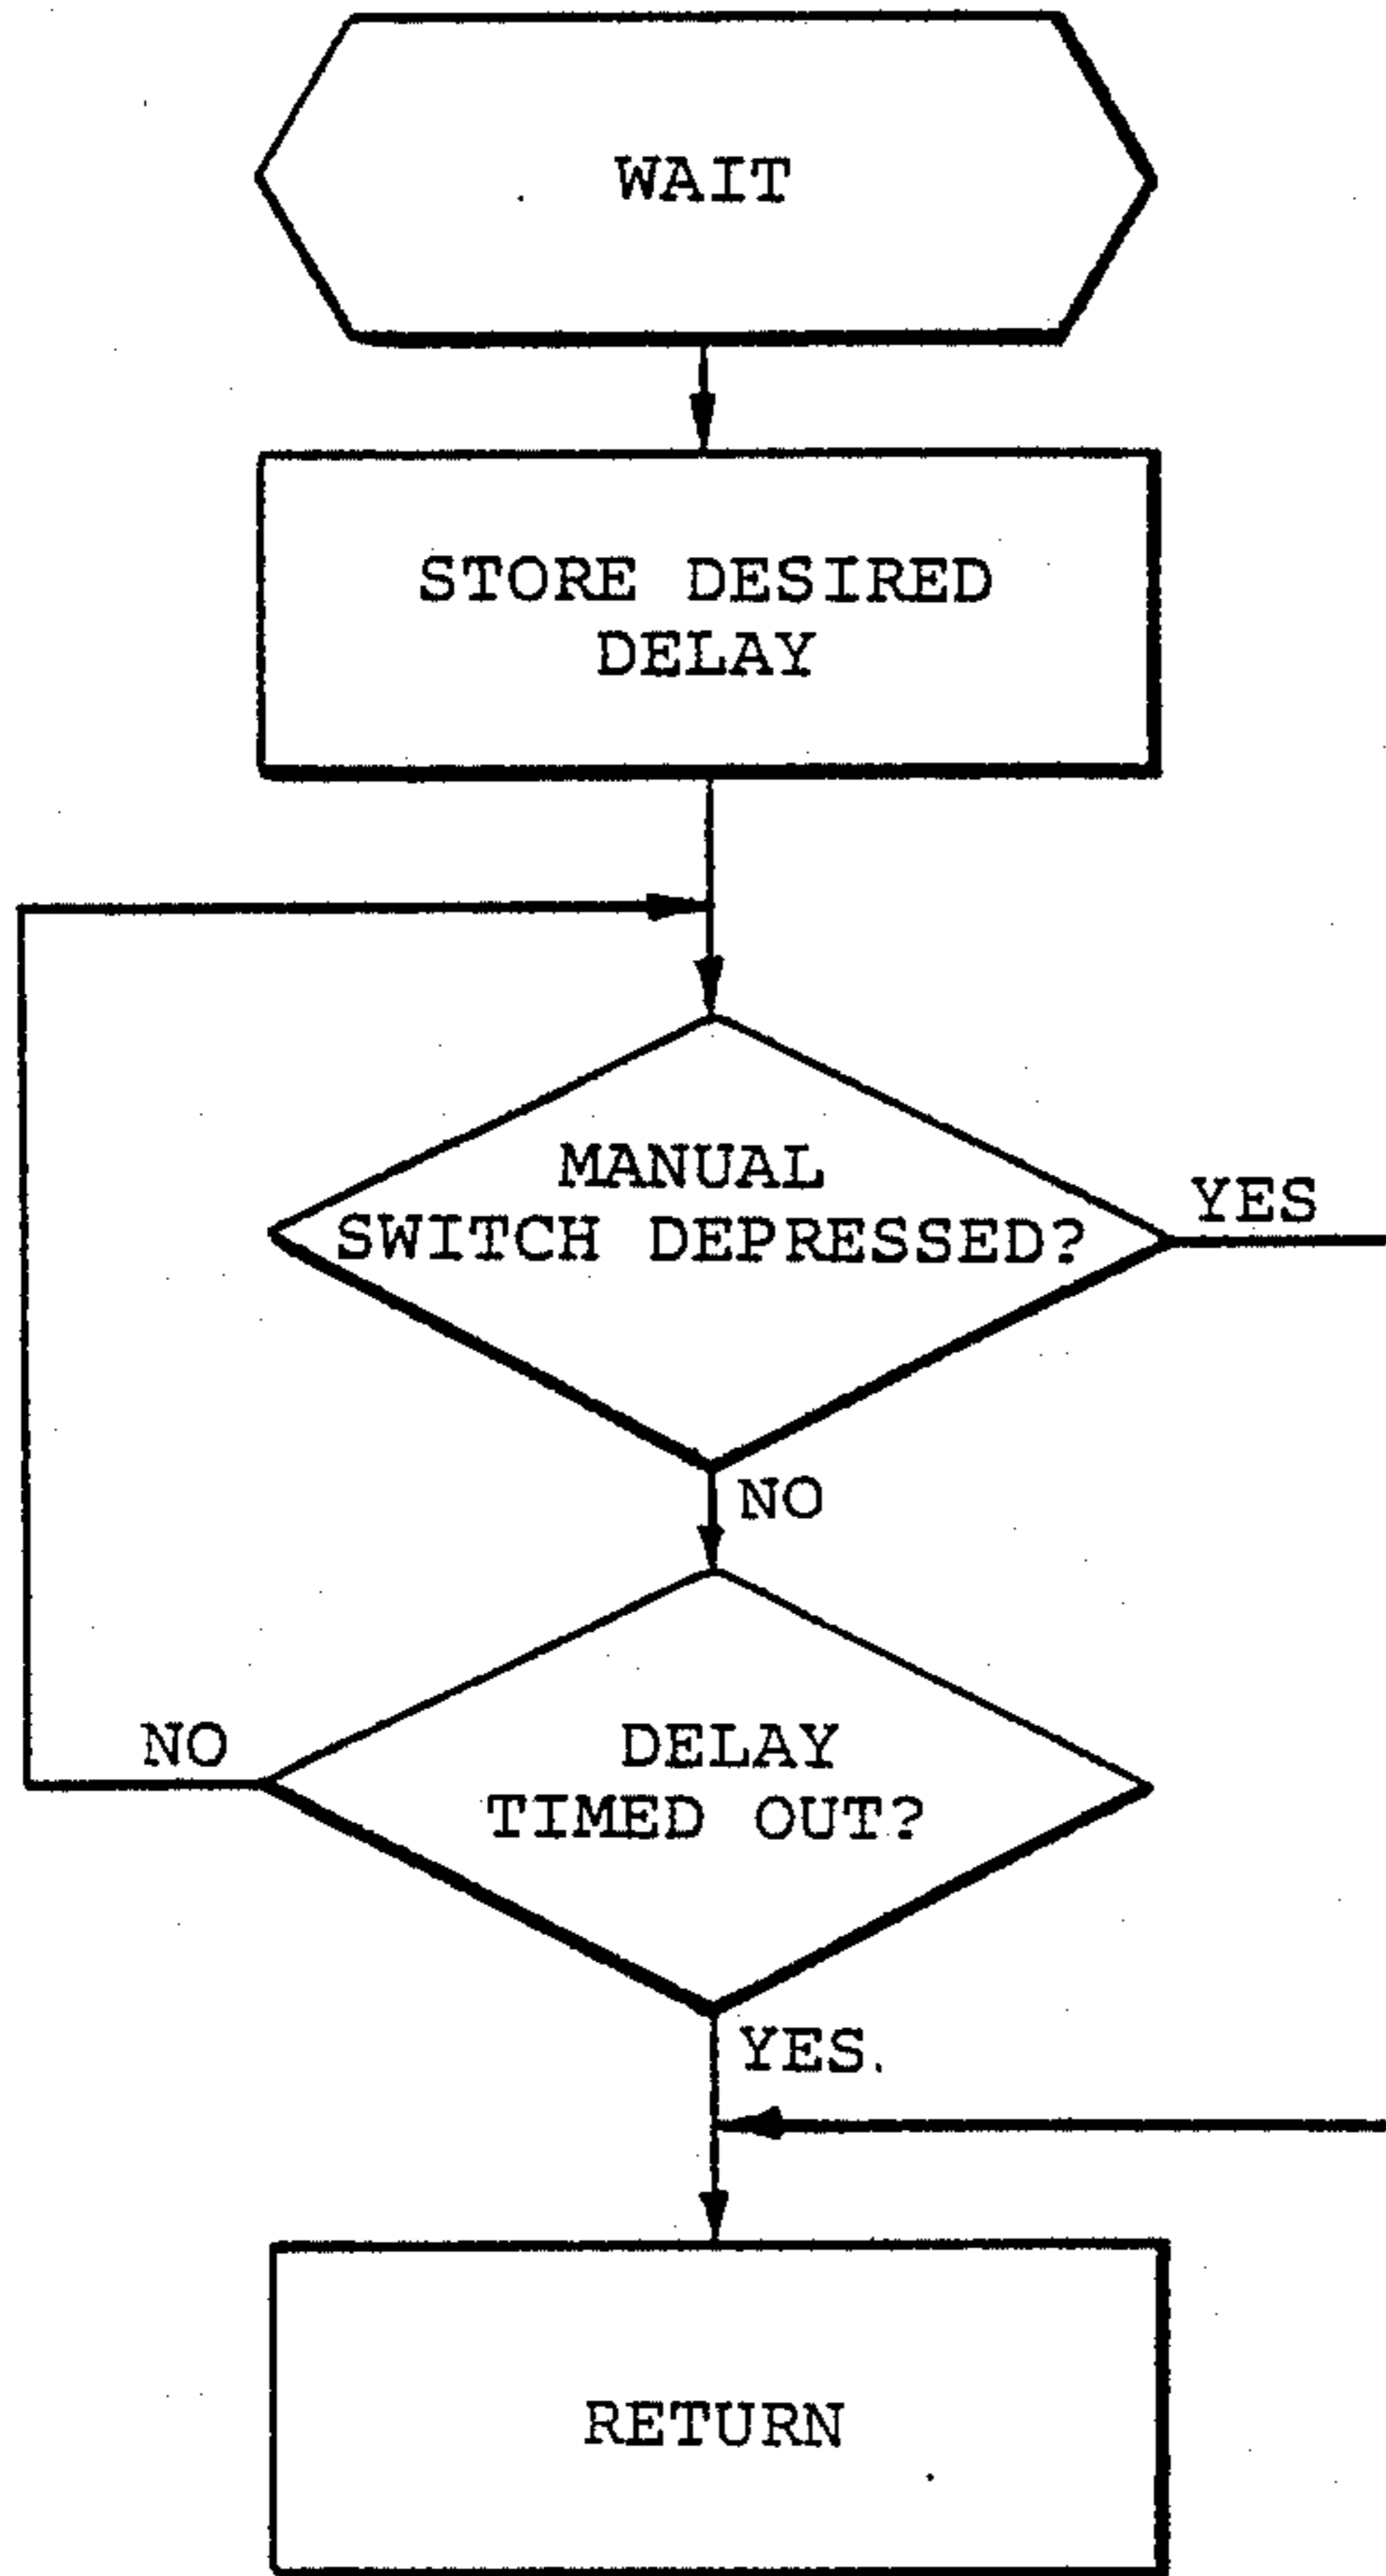 WAIT
STORE DESIRED
DELAY
MANUAL
SWITCH DEPRESSED?
YES
NO
DELAY
TIMED OUT?
NO
YES.
RETURN